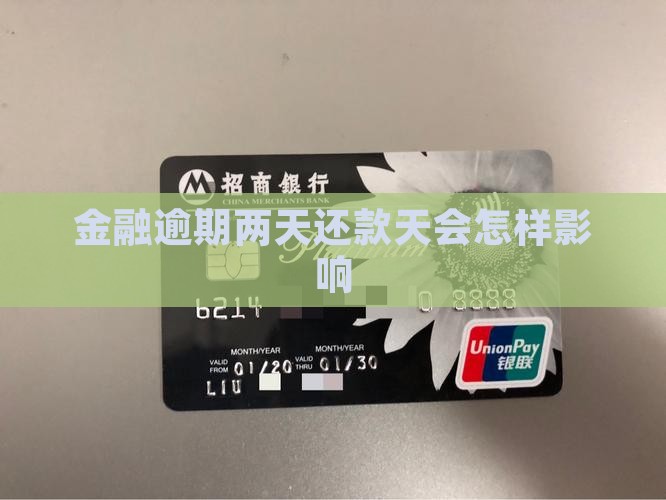 招商銀行
CHINA MERCHANTS BANK
金融逾期两天还款天会怎样影
响
Platinum
6214 0 8888
MONTH/YEAR MONTH/YEAR
VALID FROM 01/20 VALID THRU 01/30
LIU
UnionPay
银联